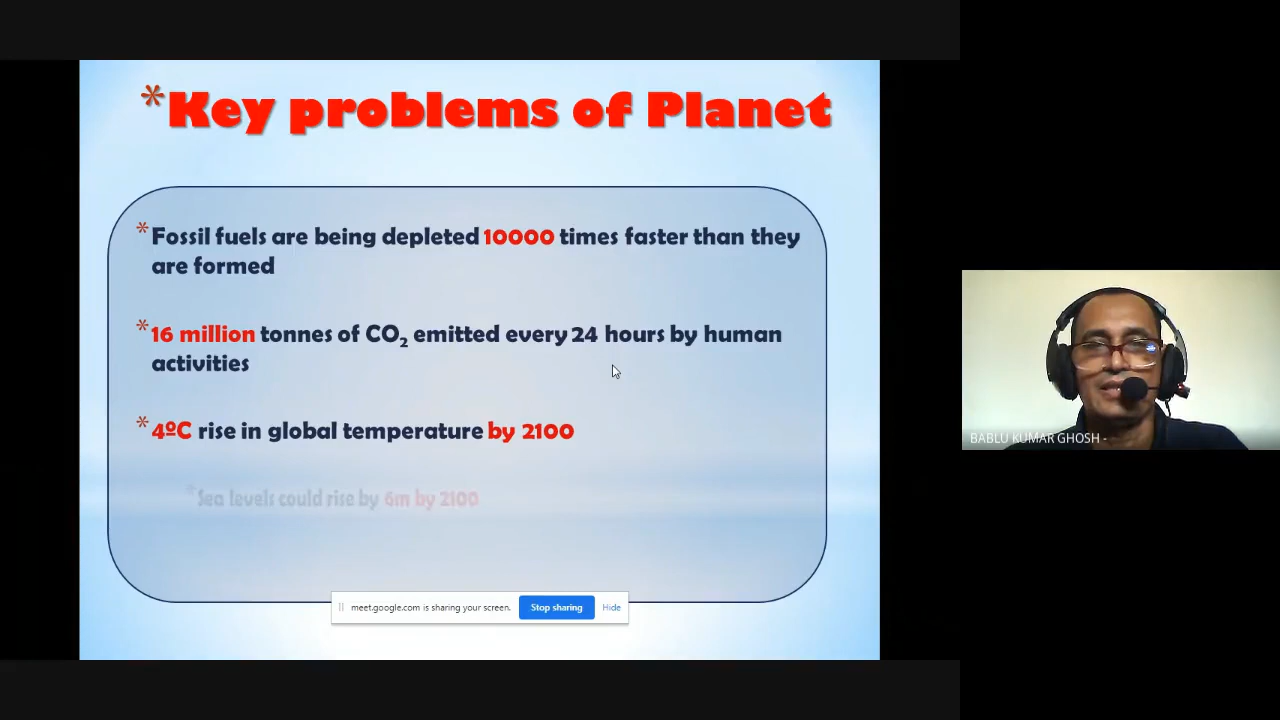 *Key problems of Planet
*Fossil fuels are being depleted 10000 times faster than they
are formed
*16 million tonnes of CO₂ emitted every 24 hours by human
activities
*4ºC rise in global temperature by 2100
*Sea levels could rise by 6m by 2100
meet.google.com is sharing your screen. Stop sharing Hide
BABLU KUMAR GHOSH -